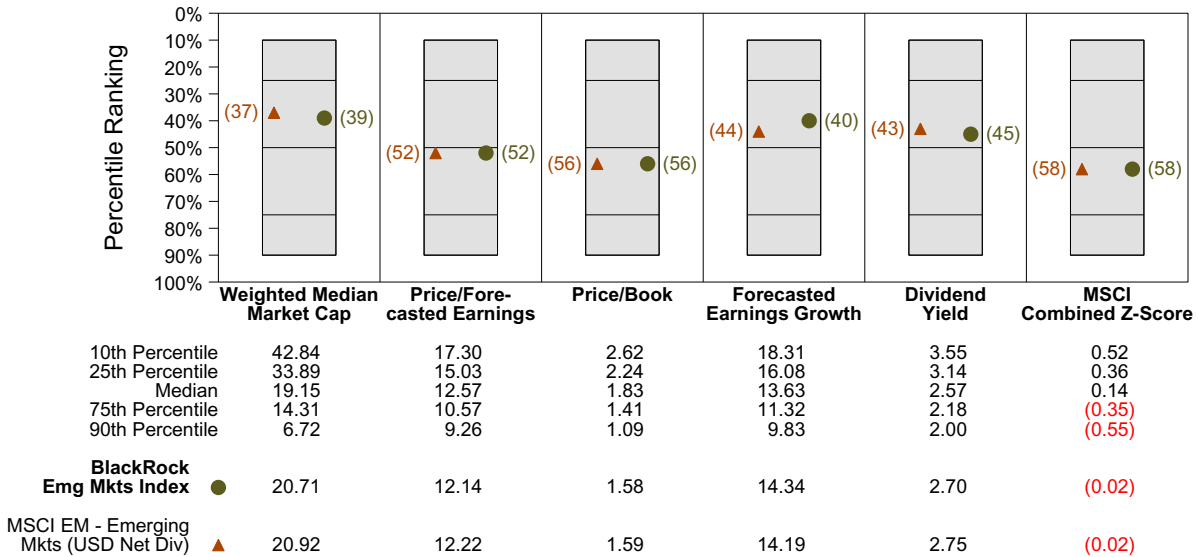 Percentile Ranking
0%
10%
20%
30%
40%
50%
60%
70%
80%
90%
100%
(37) (39)
(52) (52)
(56) (56)
(44) (40)
(43) (45)
(58) (58)
Weighted Median Price/Fore- Price/Book Forecasted Dividend MSCI
Market Cap casted Earnings Earnings Growth Yield Combined Z-Score
10th Percentile 42.84 17.30 2.62 18.31 3.55 0.52
25th Percentile 33.89 15.03 2.24 16.08 3.14 0.36
Median 19.15 12.57 1.83 13.63 2.57 0.14
75th Percentile 14.31 10.57 1.41 11.32 2.18 (0.35)
90th Percentile 6.72 9.26 1.09 9.83 2.00 (0.55)
BlackRock
Emg Mkts Index 20.71 12.14 1.58 14.34 2.70 (0.02)
MSCI EM - Emerging
Mkts (USD Net Div) 20.92 12.22 1.59 14.19 2.75 (0.02)